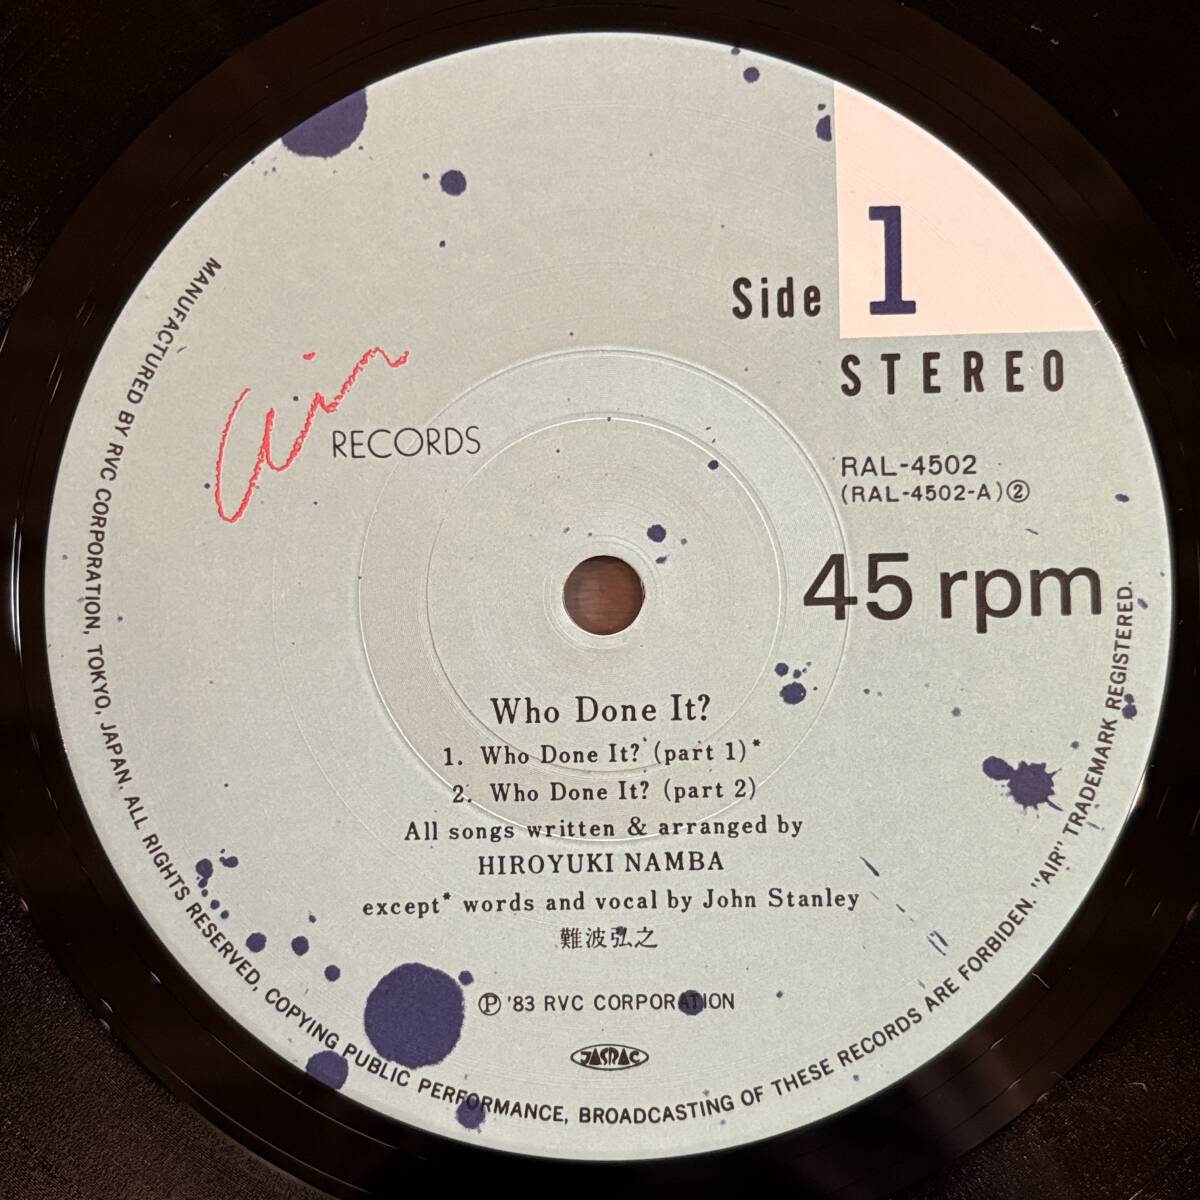 Side 1
STEREO
Air RECORDS
RAL-4502
(RAL-4502-A)②
45 rpm
Who Done It?
1. Who Done It? (part 1)*
2. Who Done It? (part 2)
All songs written & arranged by
HIROYUKI NAMBA
except* words and vocal by John Stanley
難波弘之
Ⓟ '83 RVC CORPORATION
JASRAC
MANUFACTURED BY RVC CORPORATION, TOKYO, JAPAN. ALL RIGHTS RESERVED, COPYING PUBLIC PERFORMANCE, BROADCASTING OF THESE RECORDS ARE FORBIDDEN. "AIR" TRADEMARK REGISTERED.